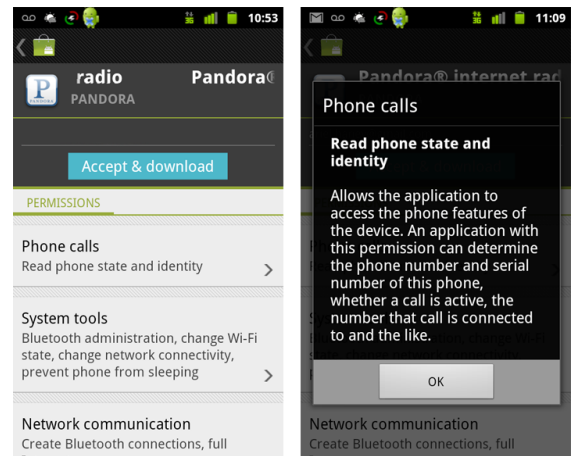 10:53
radio Pandora®
PANDORA
Accept & download
PERMISSIONS
Phone calls
Read phone state and identity
System tools
Bluetooth administration, change Wi-Fi
state, change network connectivity,
prevent phone from sleeping
Network communication
Create Bluetooth connections, full
11:09
Pandora® internet rad
Phone calls
Read phone state and
identity
Allows the application to
access the phone features of
the device. An application with
this permission can determine
the phone number and serial
number of this phone,
whether a call is active, the
number that call is connected
to and the like.
OK
Network communication
Create Bluetooth connections, full